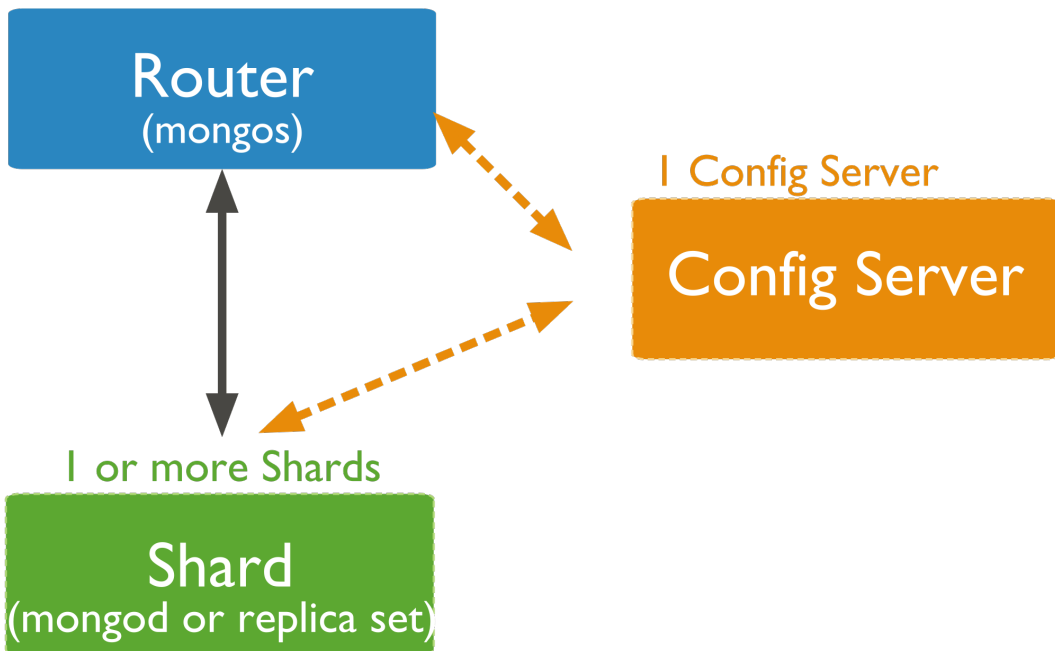 Router
(mongos)
1 Config Server
Config Server
1 or more Shards
Shard
(mongod or replica set)